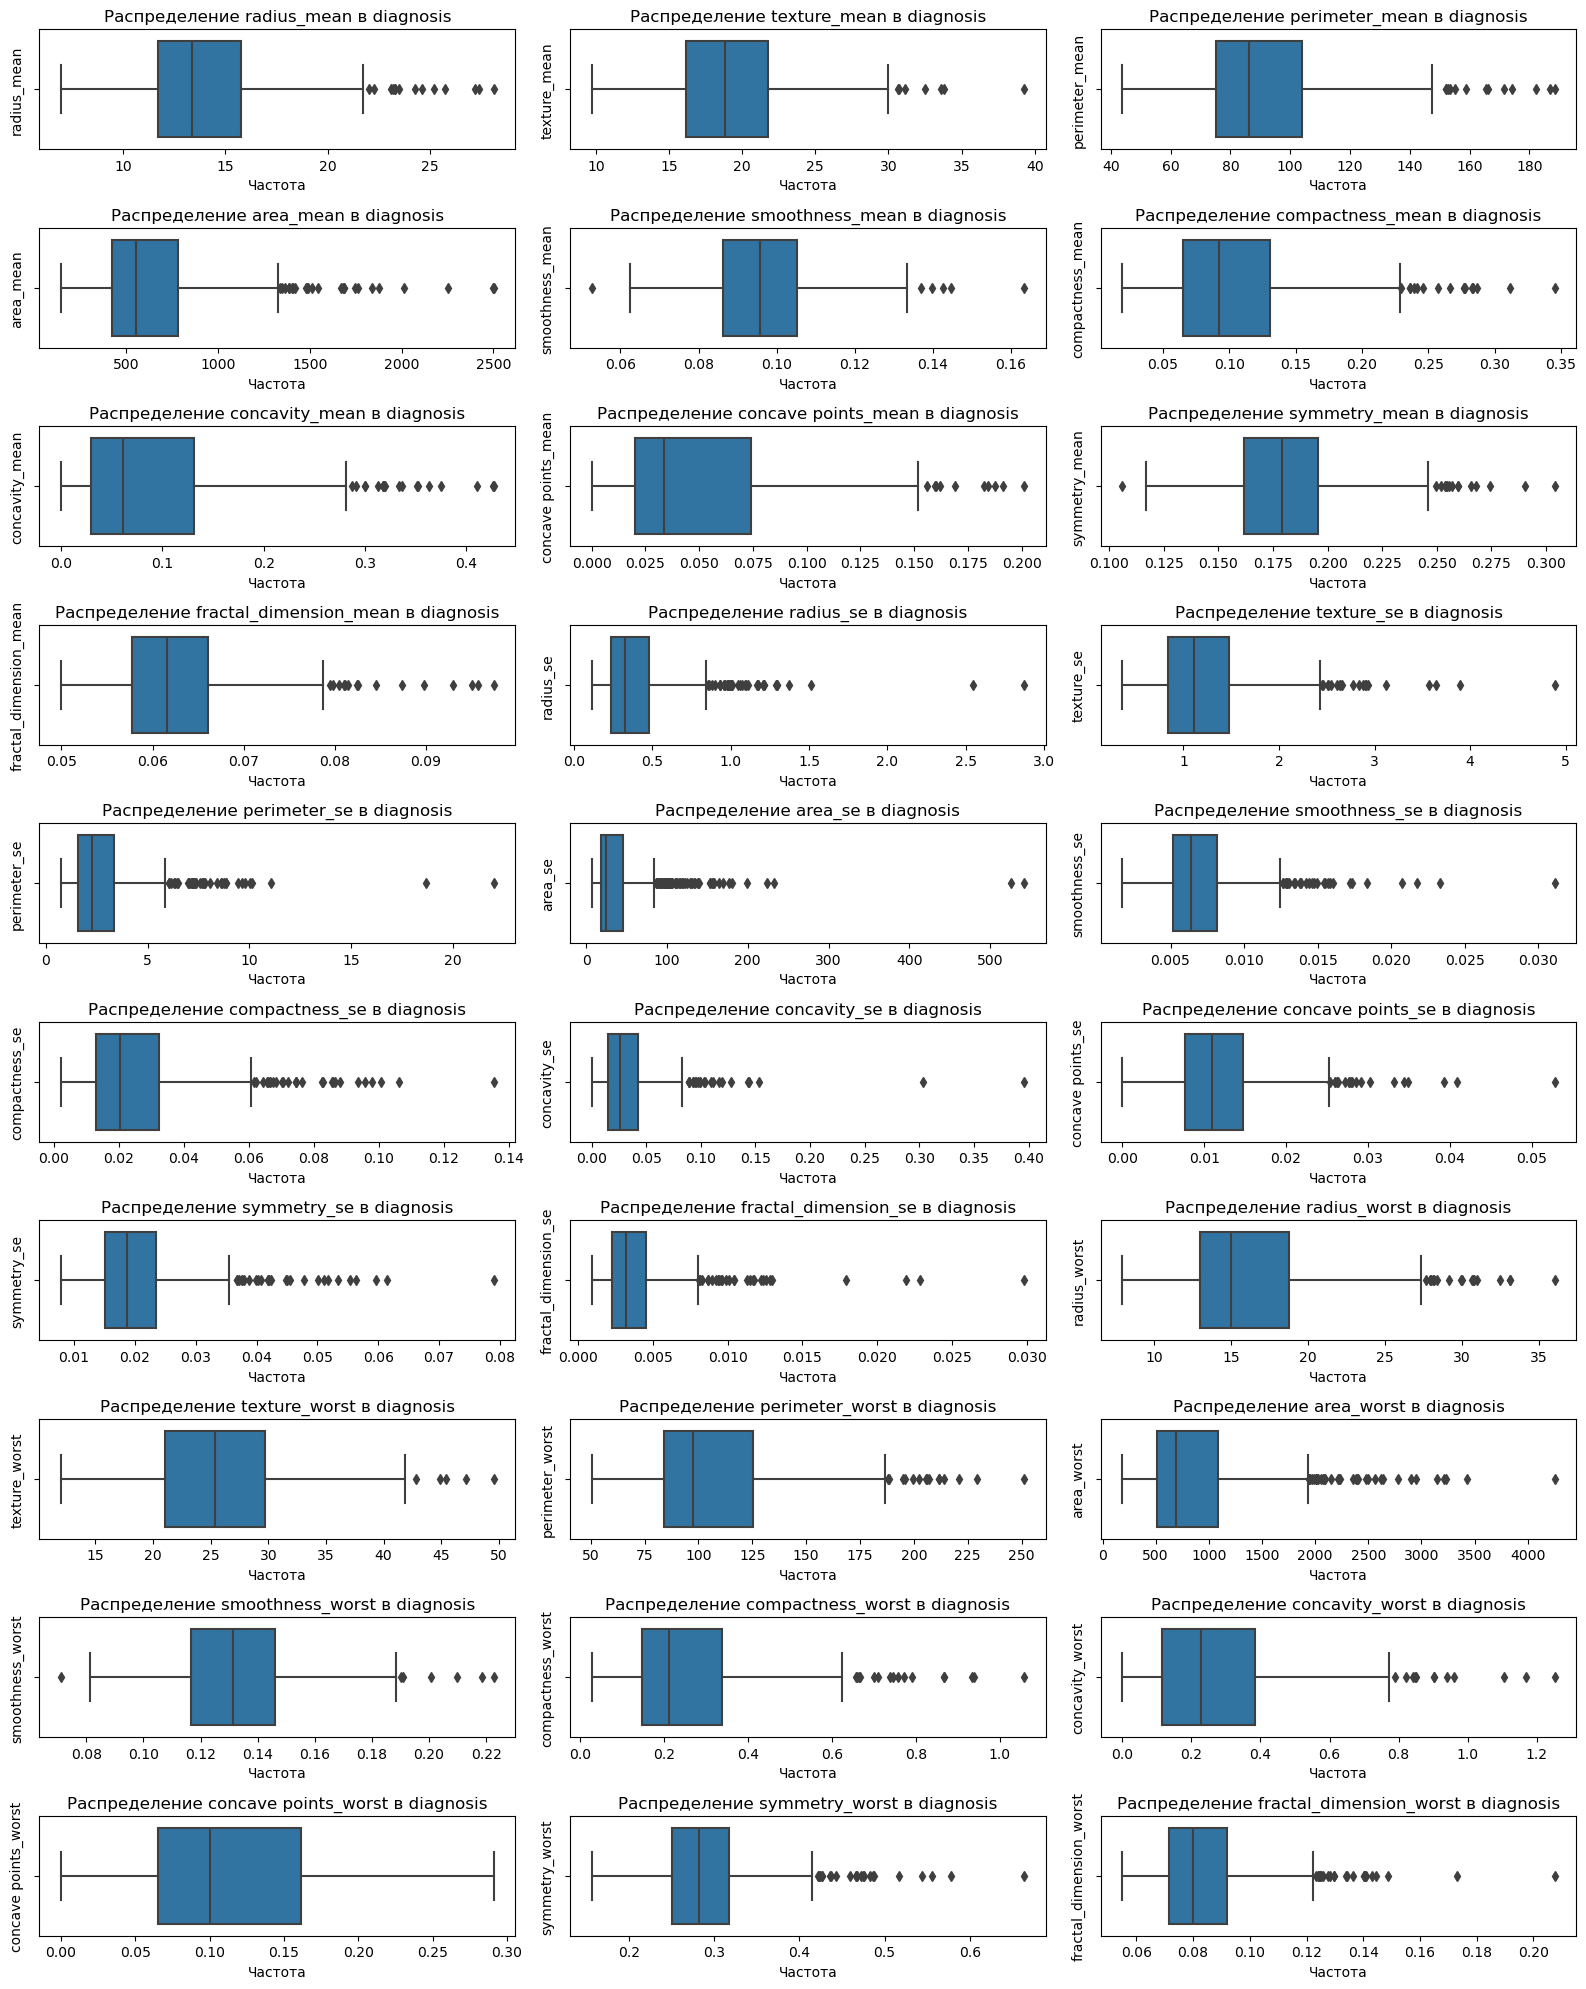 Распределение radius_mean в diagnosis
radius_mean
10 15 20 25
Частота
Распределение texture_mean в diagnosis
texture_mean
10 15 20 25 30 35 40
Частота
Распределение perimeter_mean в diagnosis
perimeter_mean
40 60 80 100 120 140 160 180
Частота
Распределение area_mean в diagnosis
area_mean
500 1000 1500 2000 2500
Частота
Распределение smoothness_mean в diagnosis
smoothness_mean
0.06 0.08 0.10 0.12 0.14 0.16
Частота
Распределение compactness_mean в diagnosis
compactness_mean
0.05 0.10 0.15 0.20 0.25 0.30 0.35
Частота
Распределение concavity_mean в diagnosis
concavity_mean
0.0 0.1 0.2 0.3 0.4
Частота
Распределение concave points_mean в diagnosis
concave points_mean
0.000 0.025 0.050 0.075 0.100 0.125 0.150 0.175 0.200
Частота
Распределение symmetry_mean в diagnosis
symmetry_mean
0.100 0.125 0.150 0.175 0.200 0.225 0.250 0.275 0.300
Частота
Распределение fractal_dimension_mean в diagnosis
fractal_dimension_mean
0.05 0.06 0.07 0.08 0.09
Частота
Распределение radius_se в diagnosis
radius_se
0.0 0.5 1.0 1.5 2.0 2.5 3.0
Частота
Распределение texture_se в diagnosis
texture_se
1 2 3 4 5
Частота
Распределение perimeter_se в diagnosis
perimeter_se
0 5 10 15 20
Частота
Распределение area_se в diagnosis
area_se
0 100 200 300 400 500
Частота
Распределение smoothness_se в diagnosis
smoothness_se
0.005 0.010 0.015 0.020 0.025 0.030
Частота
Распределение compactness_se в diagnosis
compactness_se
0.00 0.02 0.04 0.06 0.08 0.10 0.12 0.14
Частота
Распределение concavity_se в diagnosis
concavity_se
0.00 0.05 0.10 0.15 0.20 0.25 0.30 0.35 0.40
Частота
Распределение concave points_se в diagnosis
concave points_se
0.00 0.01 0.02 0.03 0.04 0.05
Частота
Распределение symmetry_se в diagnosis
symmetry_se
0.01 0.02 0.03 0.04 0.05 0.06 0.07 0.08
Частота
Распределение fractal_dimension_se в diagnosis
fractal_dimension_se
0.000 0.005 0.010 0.015 0.020 0.025 0.030
Частота
Распределение radius_worst в diagnosis
radius_worst
10 15 20 25 30 35
Частота
Распределение texture_worst в diagnosis
texture_worst
15 20 25 30 35 40 45 50
Частота
Распределение perimeter_worst в diagnosis
perimeter_worst
50 75 100 125 150 175 200 225 250
Частота
Распределение area_worst в diagnosis
area_worst
0 500 1000 1500 2000 2500 3000 3500 4000
Частота
Распределение smoothness_worst в diagnosis
smoothness_worst
0.08 0.10 0.12 0.14 0.16 0.18 0.20 0.22
Частота
Распределение compactness_worst в diagnosis
compactness_worst
0.0 0.2 0.4 0.6 0.8 1.0
Частота
Распределение concavity_worst в diagnosis
concavity_worst
0.0 0.2 0.4 0.6 0.8 1.0 1.2
Частота
Распределение concave points_worst в diagnosis
concave points_worst
0.00 0.05 0.10 0.15 0.20 0.25 0.30
Частота
Распределение symmetry_worst в diagnosis
symmetry_worst
0.2 0.3 0.4 0.5 0.6
Частота
Распределение fractal_dimension_worst в diagnosis
fractal_dimension_worst
0.06 0.08 0.10 0.12 0.14 0.16 0.18 0.20
Частота